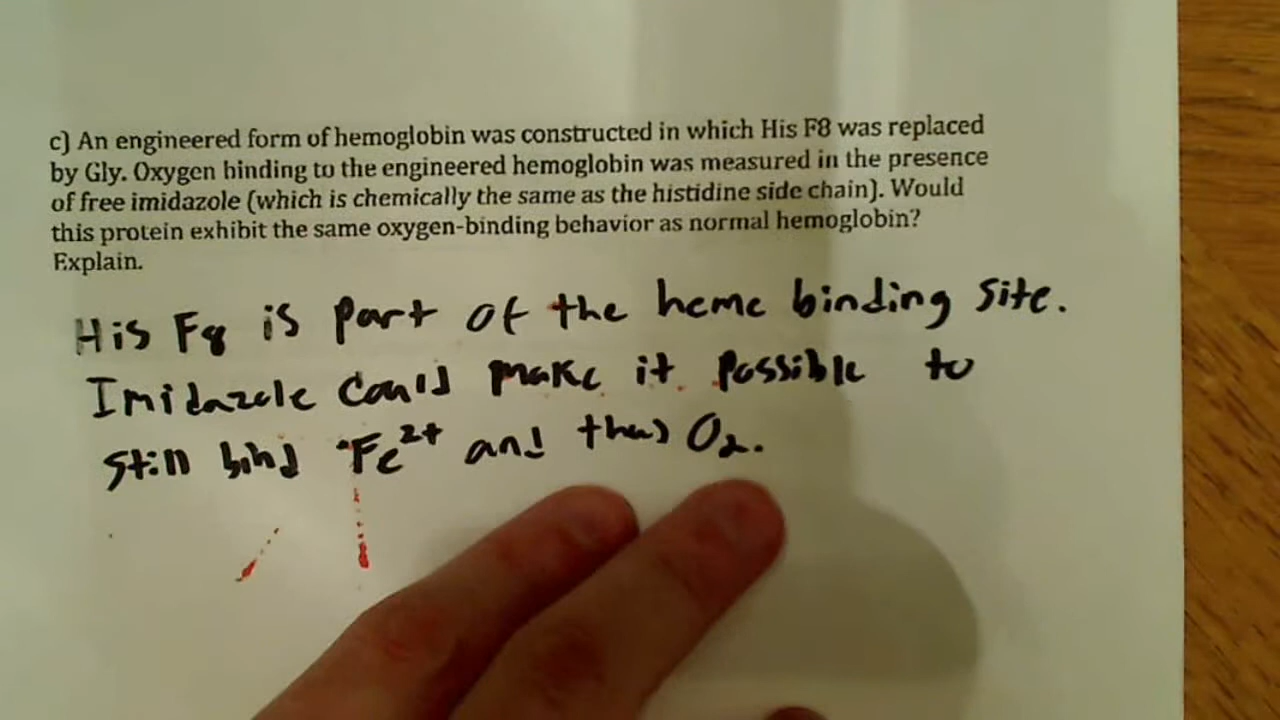 c) An engineered form of hemoglobin was constructed in which His F8 was replaced
by Gly. Oxygen binding to the engineered hemoglobin was measured in the presence
of free imidazole (which is chemically the same as the histidine side chain). Would
this protein exhibit the same oxygen-binding behavior as normal hemoglobin?
Explain.
His F8 is part of the heme binding site.
Imidazole could make it possible to
still bind Fe²⁺ and thus O₂.